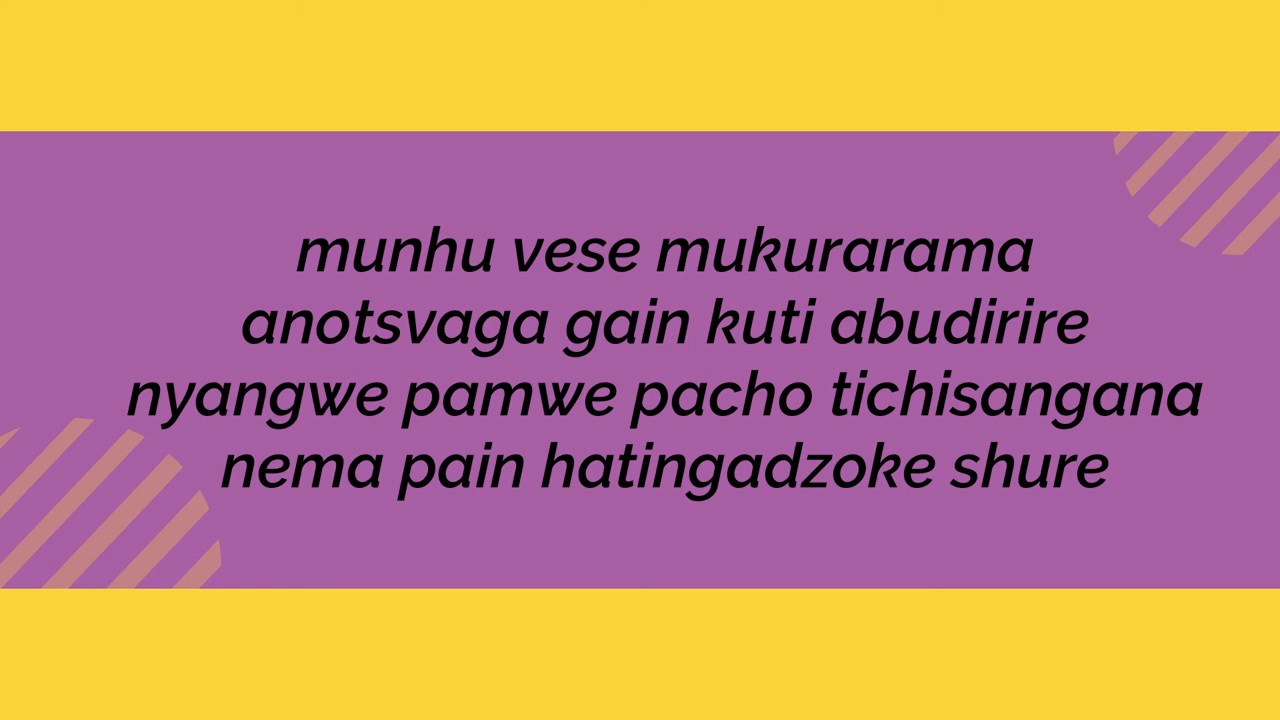 munhu vese mukurarama
anotsvaga gain kuti abudirire
nyangwe pamwe pacho tichisangana
nema pain hatingadzoke shure